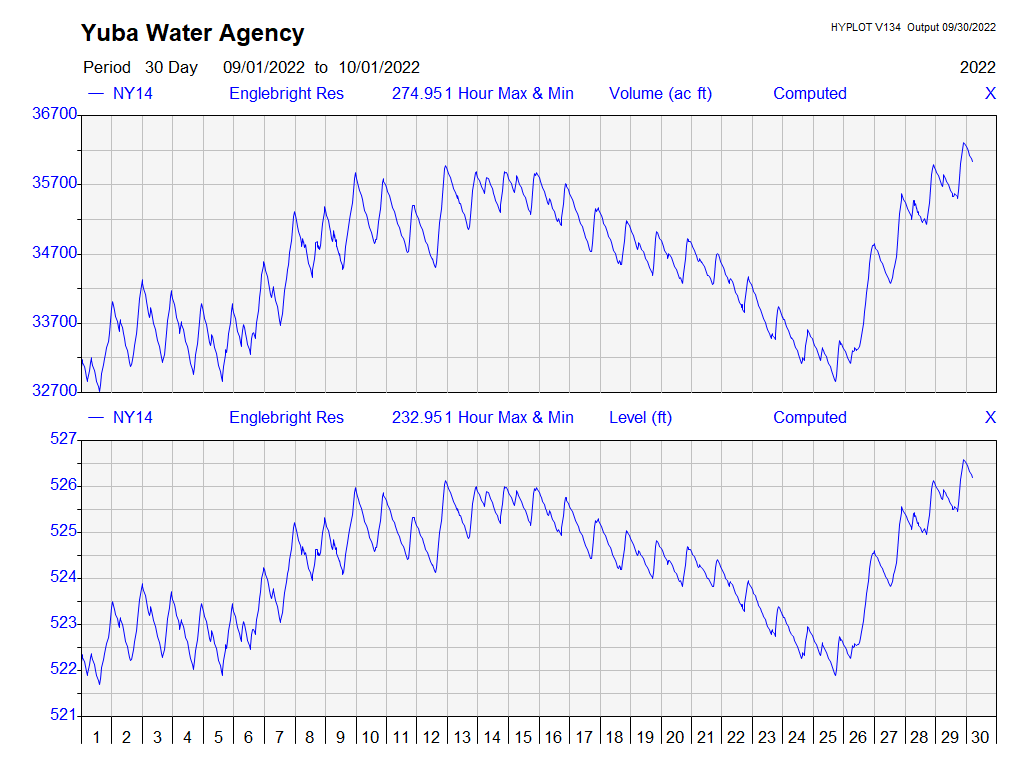 Yuba Water Agency
HYPLOT V134 Output 09/30/2022
Period 30 Day 09/01/2022 to 10/01/2022 2022
NY14 Englebright Res 274.951 Hour Max & Min Volume (ac ft) Computed X
36700
35700
34700
33700
32700
NY14 Englebright Res 232.951 Hour Max & Min Level (ft) Computed X
527
526
525
524
523
522
521
1 2 3 4 5 6 7 8 9 10 11 12 13 14 15 16 17 18 19 20 21 22 23 24 25 26 27 28 29 30